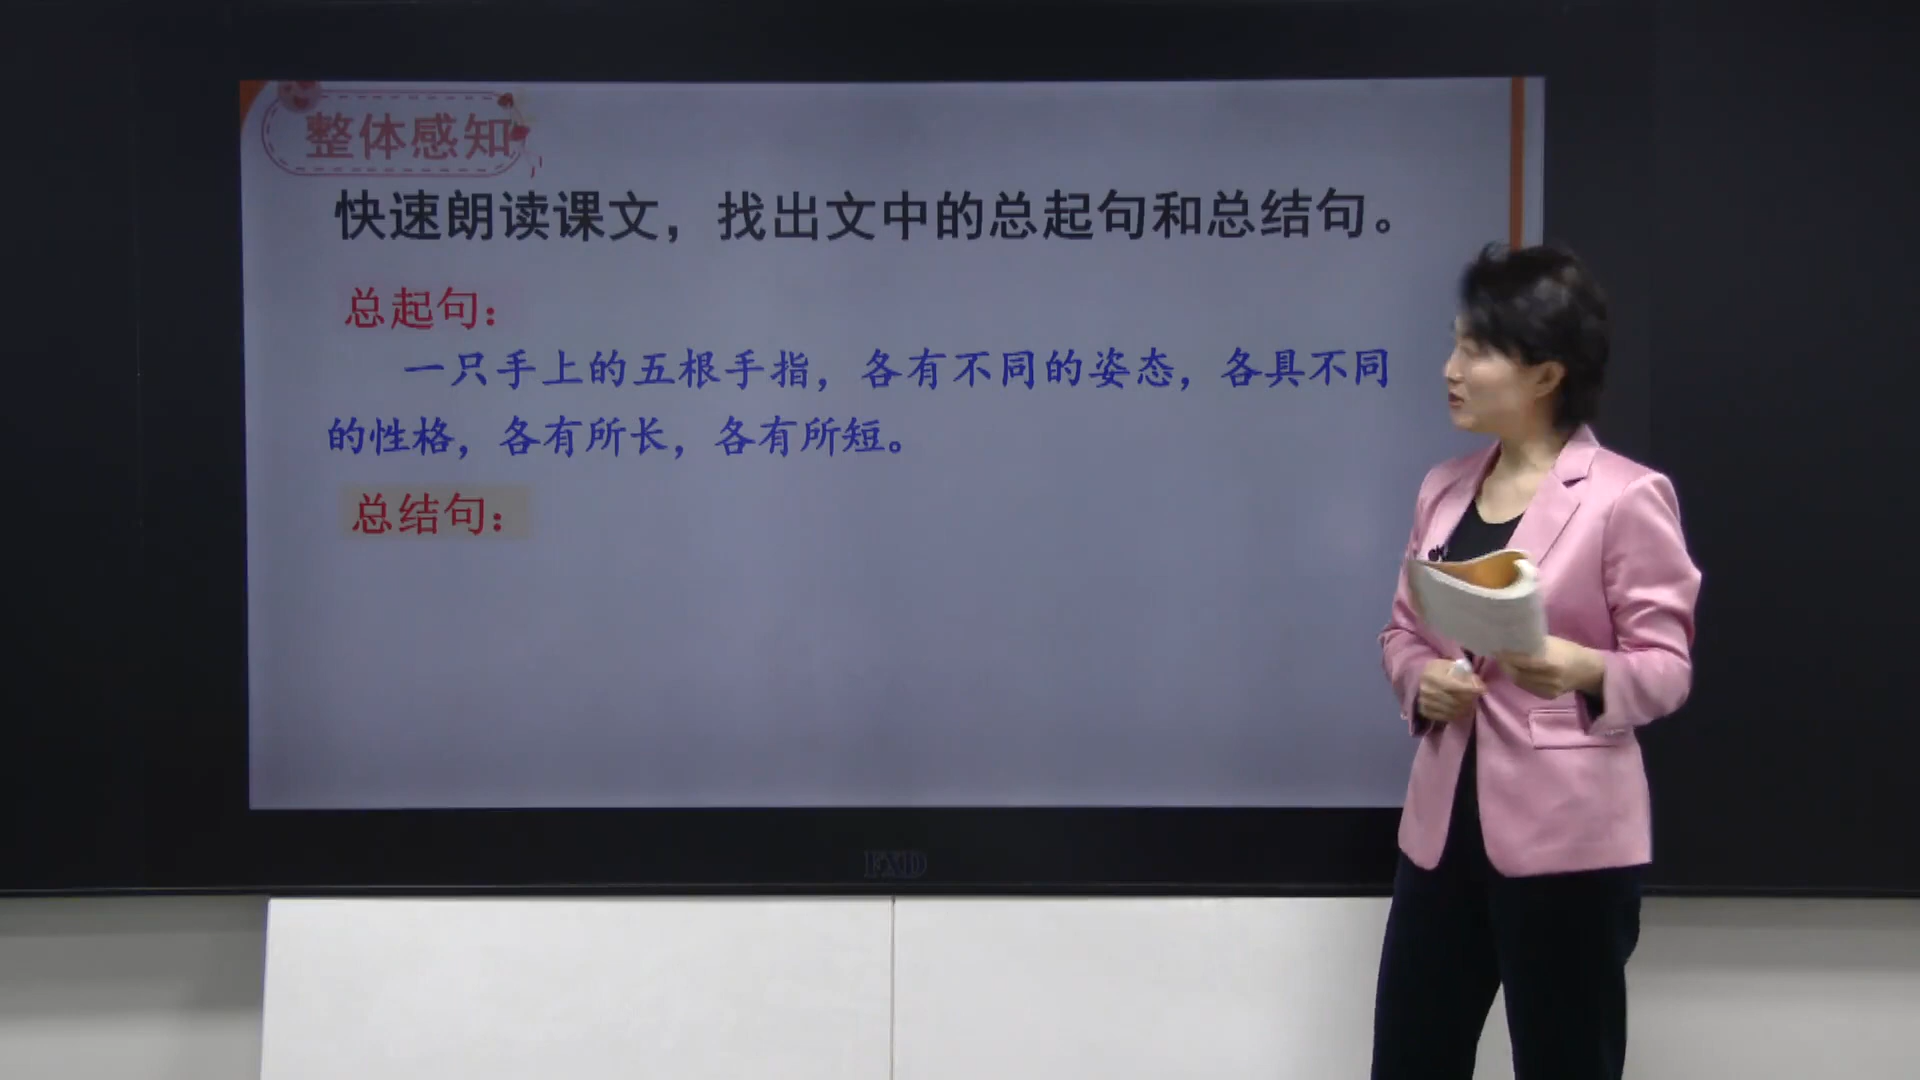 整体感知
快速朗读课文，找出文中的总起句和总结句。
总起句：
一只手上的五根手指，各有不同的姿态，各具不同
的性格，各有所长，各有所短。
总结句：
FXD